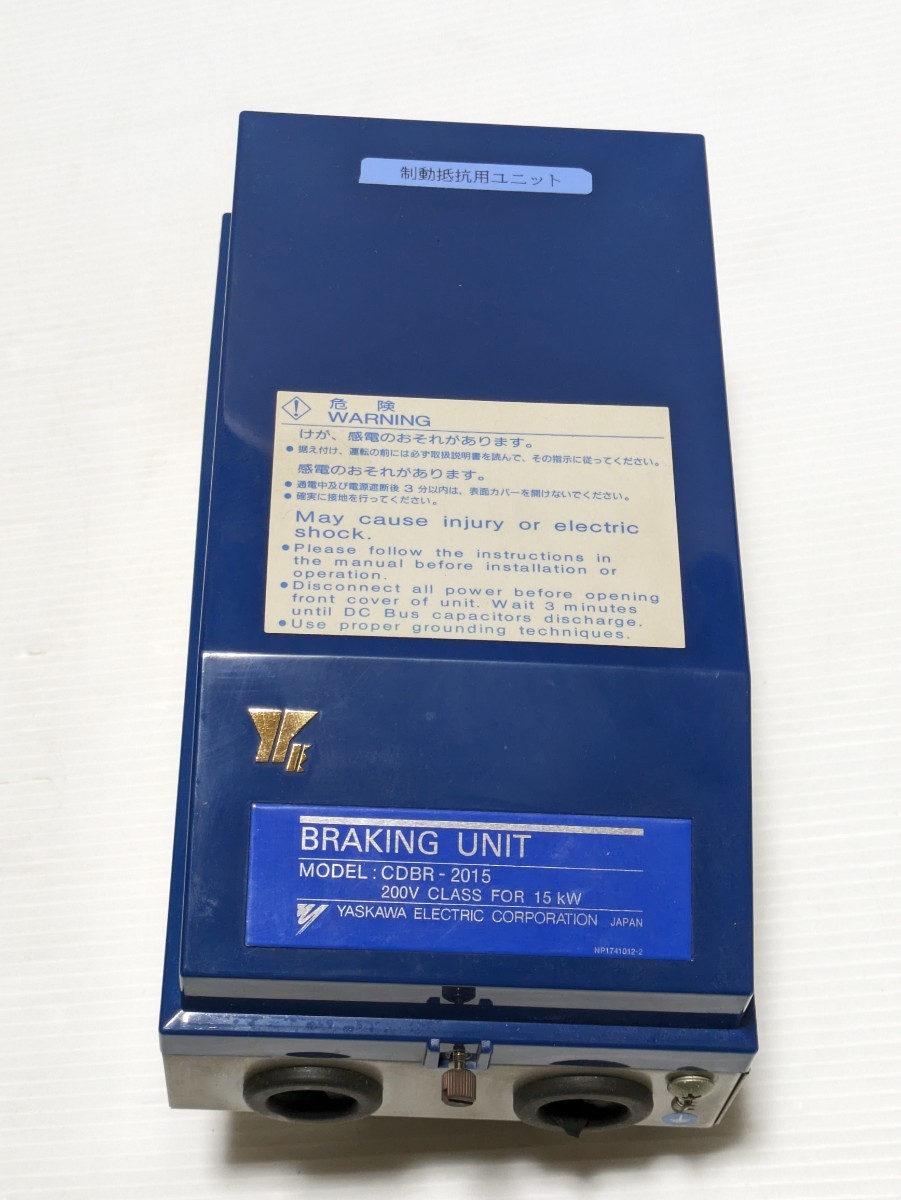 制動抵抗用ユニット
危 険
WARNING
けが、感電のおそれがあります。
● 据え付け、運転の前には必ず取扱説明書を読んで、その指示に従ってください。
感電のおそれがあります。
● 通電中及び電源遮断後 3 分以内は、表面カバーを開けないでください。
● 確実に接地を行ってください。
May cause injury or electric
shock.
●Please follow the instructions in
the manual before installation or
operation.
●Disconnect all power before opening
front cover of unit. Wait 3 minutes
until DC Bus capacitors discharge.
●Use proper grounding techniques.
BRAKING UNIT
MODEL : CDBR - 2015
200V CLASS FOR 15 kW
YASKAWA ELECTRIC CORPORATION JAPAN
NP1741012-2